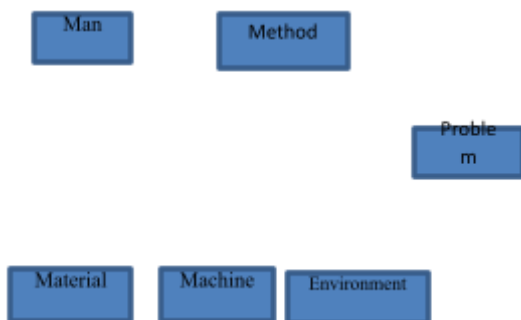 Man
Method
Proble
m
Material
Machine
Environment